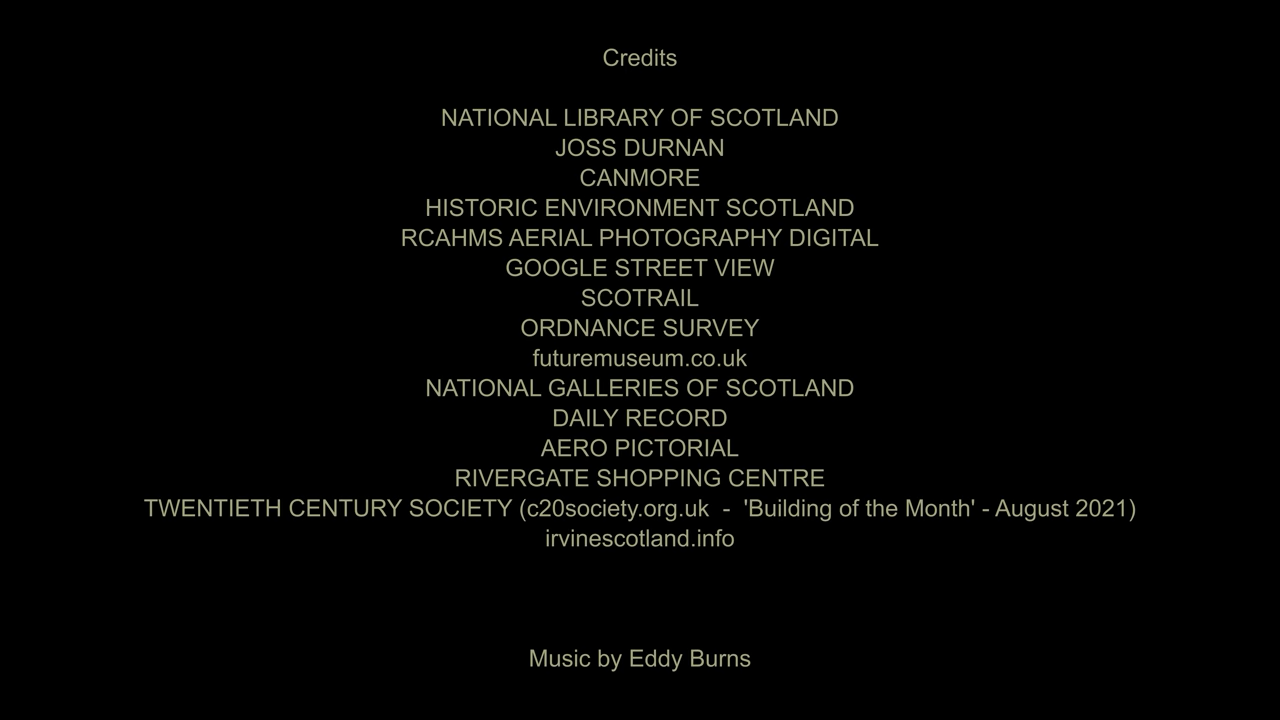 Credits
NATIONAL LIBRARY OF SCOTLAND
JOSS DURNAN
CANMORE
HISTORIC ENVIRONMENT SCOTLAND
RCAHMS AERIAL PHOTOGRAPHY DIGITAL
GOOGLE STREET VIEW
SCOTRAIL
ORDNANCE SURVEY
futuremuseum.co.uk
NATIONAL GALLERIES OF SCOTLAND
DAILY RECORD
AERO PICTORIAL
RIVERGATE SHOPPING CENTRE
TWENTIETH CENTURY SOCIETY (c20society.org.uk - 'Building of the Month' - August 2021)
irvinescotland.info
Music by Eddy Burns